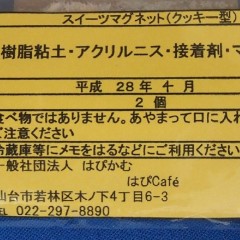 スイーツマグネット(クッキー型)
樹脂粘土・アクリルニス・接着剤・マ
平成 28年 4月
2個
食べ物ではありません。あやまって口に入れ
冷蔵庫等にメモをはるなどにご利用くださ
一般社団法人 はぴかむ
はぴCafé
仙台市若林区木ノ下4丁目6-3
TEL 022-297-8890